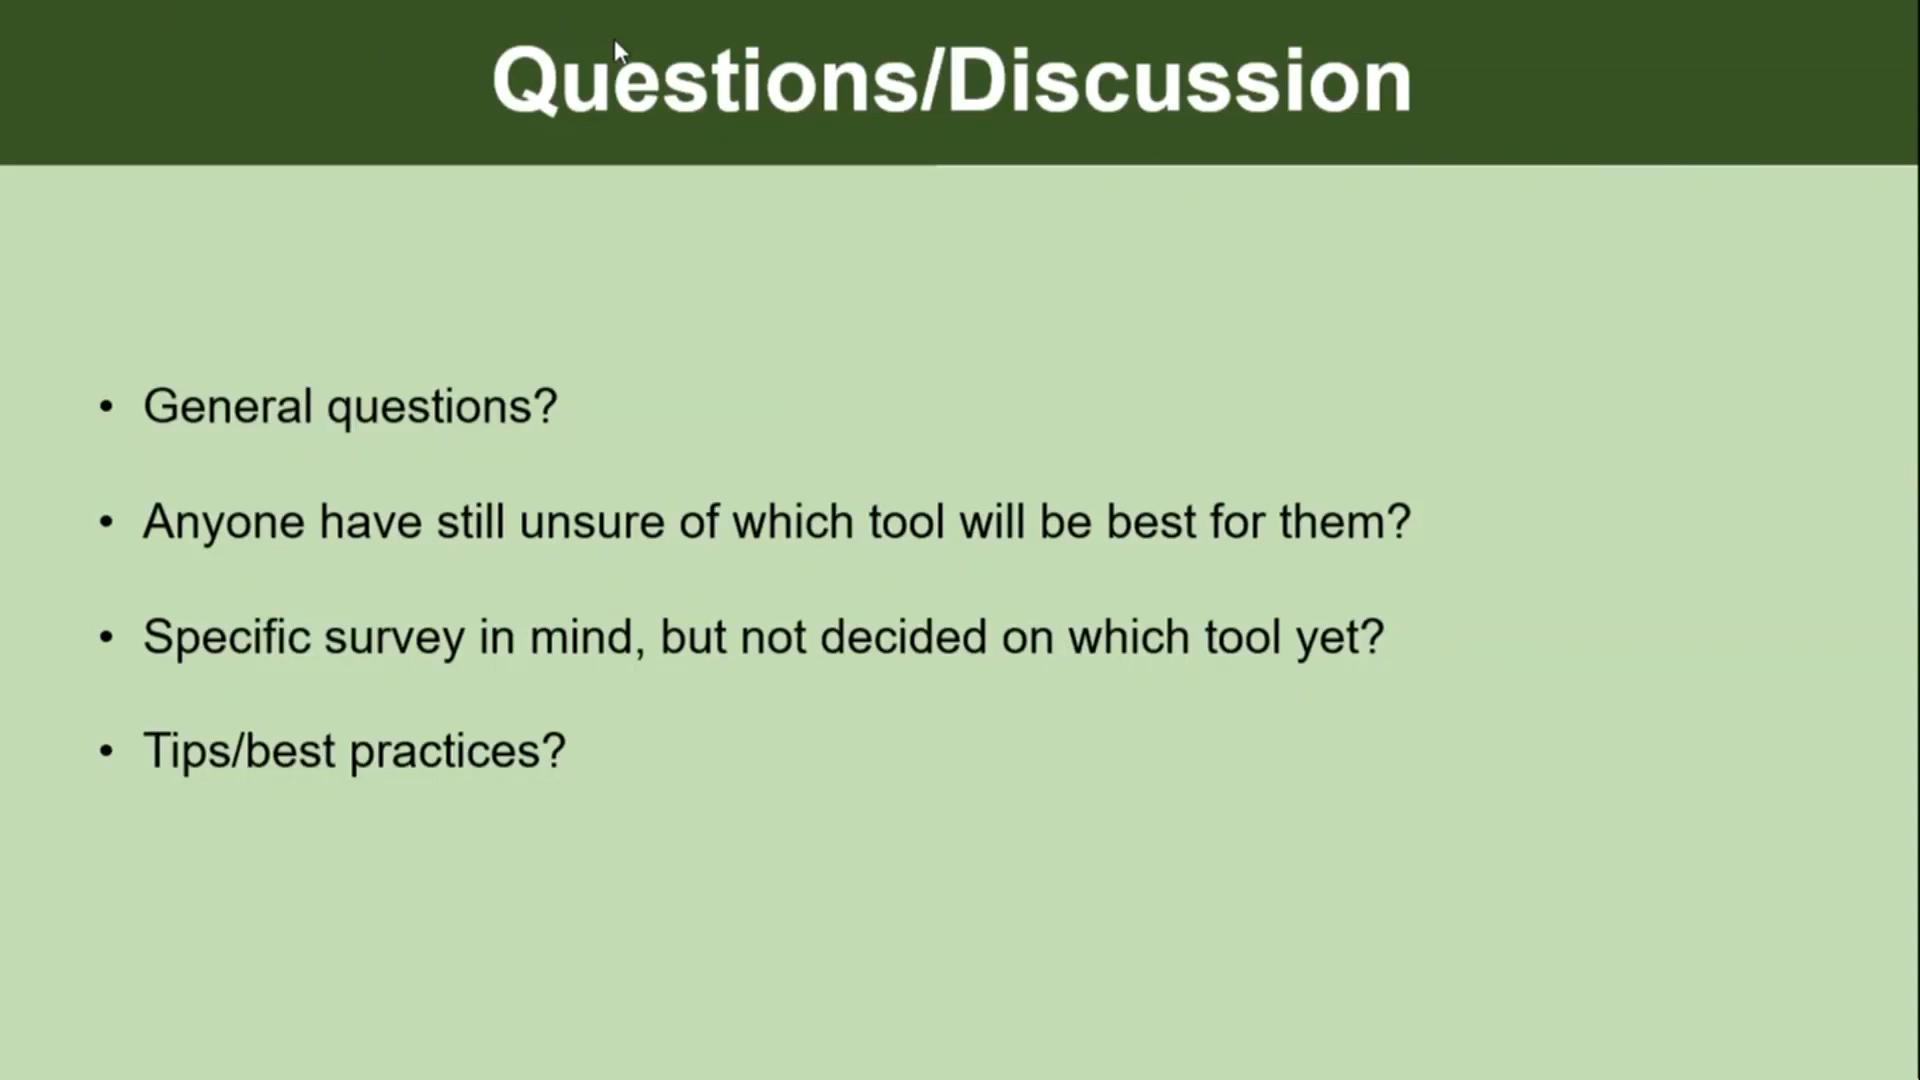 Questions/Discussion
• General questions?
• Anyone have still unsure of which tool will be best for them?
• Specific survey in mind, but not decided on which tool yet?
• Tips/best practices?